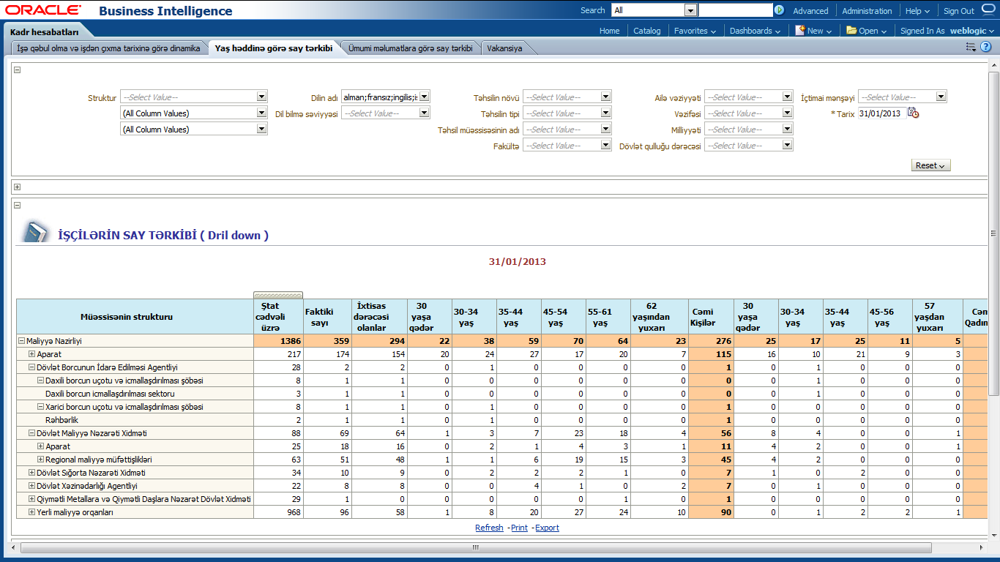 ORACLE Business Intelligence
Search All Advanced Administration Help Sign Out
Kadr hesabatları
Home Catalog Favorites Dashboards New Open Signed In As weblogic
İşə qəbul olma və işdən çıxma tarixinə görə dinamika Yaş həddinə görə say tərkibi Ümumi məlumatlara görə say tərkibi Vakansiya
Struktur --Select Value-- Dilin adı alman;fransız;ingilis; Təhsilin növü --Select Value-- Ailə vəziyyəti --Select Value-- İçtimai mənşəyi --Select Value--
(All Column Values) Dil bilmə səviyyəsi --Select Value-- Təhsilin tipi --Select Value-- Vəzifəsi --Select Value-- * Tarix 31/01/2013
(All Column Values) Təhsil müəssisəsinin adı --Select Value-- Milliyyəti --Select Value--
Fakültə --Select Value-- Dövlət qulluğu dərəcəsi --Select Value--
Reset
İŞÇİLƏRİN SAY TƏRKİBİ ( Dril down )
31/01/2013
Müəssisənin strukturu Ştat cədvəli üzrə Faktiki sayı İxtisas dərəcəsi olanlar 30 yaşa qədər 30-34 yaş 35-44 yaş 45-54 yaş 55-61 yaş 62 yaşından yuxarı Cəmi Kişilər 30 yaşa qədər 30-34 yaş 35-44 yaş 45-56 yaş 57 yaşdan yuxarı
Maliyyə Nazirliyi 1386 359 294 22 38 59 70 64 23 276 25 17 25 11 5
Aparat 217 174 154 20 24 27 17 20 7 115 16 10 21 9 3
Dövlət Borcunun İdarə Edilməsi Agentliyi 28 2 2 0 1 0 0 0 0 1 0 1 0 0 0
Daxili borcun uçotu və icmallaşdırılması şöbəsi 8 1 1 0 0 0 0 0 0 0 0 1 0 0 0
Daxili borcun icmallaşdırılması sektoru 3 1 1 0 0 0 0 0 0 0 0 1 0 0 0
Xarici borcun uçotu və icmallaşdırılması şöbəsi 8 1 1 0 1 0 0 0 0 1 0 0 0 0 0
Rəhbərlik 2 1 1 0 1 0 0 0 0 1 0 0 0 0 0
Dövlət Maliyyə Nəzarəti Xidməti 88 69 64 1 3 7 23 18 4 56 8 4 0 0 1
Aparat 25 18 16 0 2 1 4 3 1 11 4 2 0 0 1
Regional maliyyə müfəttişlikləri 63 51 48 1 1 6 19 15 3 45 4 2 0 0 0
Dövlət Sığorta Nəzarəti Xidməti 34 10 9 0 2 2 2 1 0 7 1 0 2 0 0
Dövlət Xəzinədarlığı Agentliyi 22 8 8 0 0 4 1 0 2 7 0 1 0 0 0
Qiymətli Metallara və Qiymətli Daşlara Nəzarət Dövlət Xidməti 29 1 0 0 0 0 0 1 0 1 0 0 0 0 0
Yerli maliyyə orqanları 968 96 58 1 8 20 27 24 10 90 0 1 2 2 1
Refresh - Print - Export